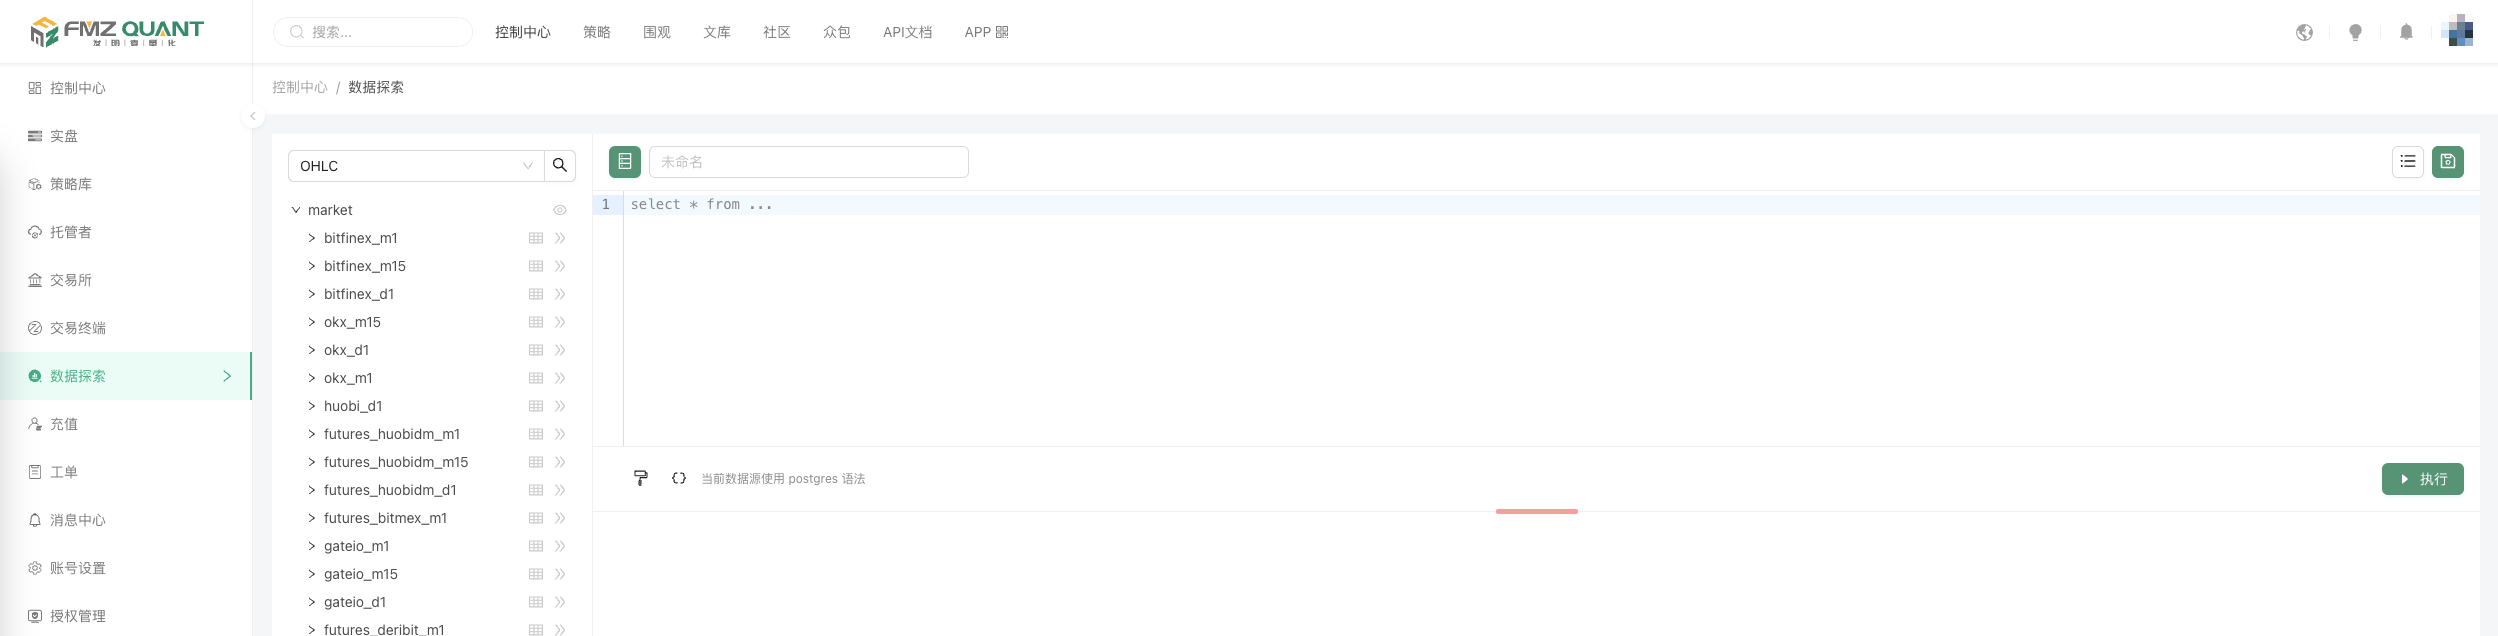 FMZ QUANT
发明者量化
搜索...
控制中心 策略 围观 文库 社区 众包 API文档 APP
控制中心
实盘
策略库
托管者
交易所
交易终端
数据探索
充值
工单
消息中心
账号设置
授权管理
控制中心 / 数据探索
OHLC
market
bitfinex_m1
bitfinex_m15
bitfinex_d1
okx_m15
okx_d1
okx_m1
huobi_d1
futures_huobidm_m1
futures_huobidm_m15
futures_huobidm_d1
futures_bitmex_m1
gateio_m1
gateio_m15
gateio_d1
futures_deribit_m1
未命名
1 select * from ...
当前数据源使用 postgres 语法
执行